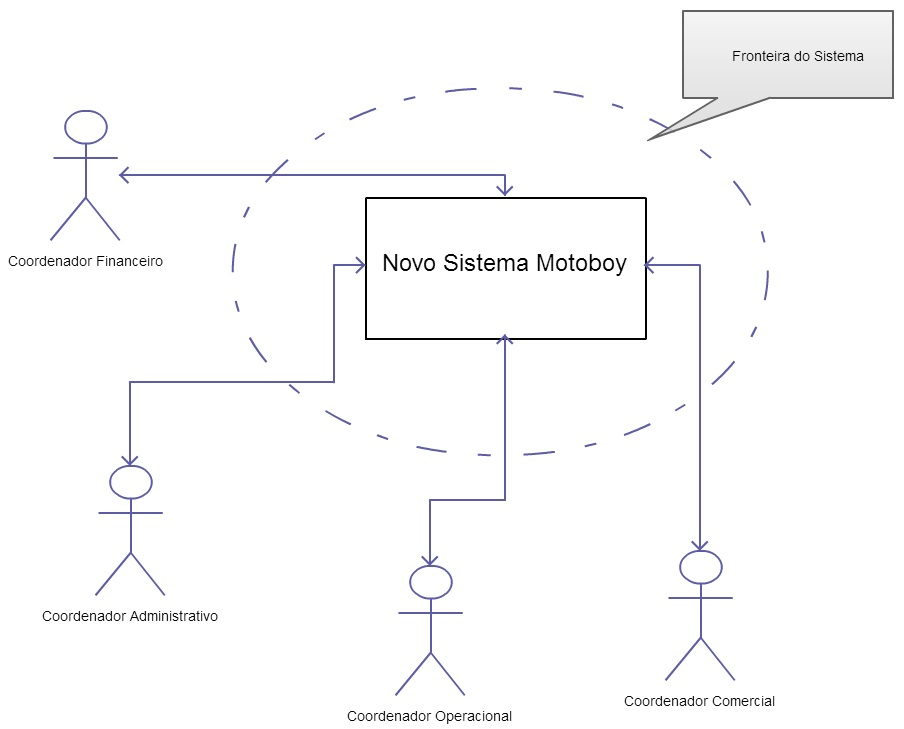 Fronteira do Sistema
Coordenador Financeiro
Novo Sistema Motoboy
Coordenador Administrativo
Coordenador Operacional
Coordenador Comercial